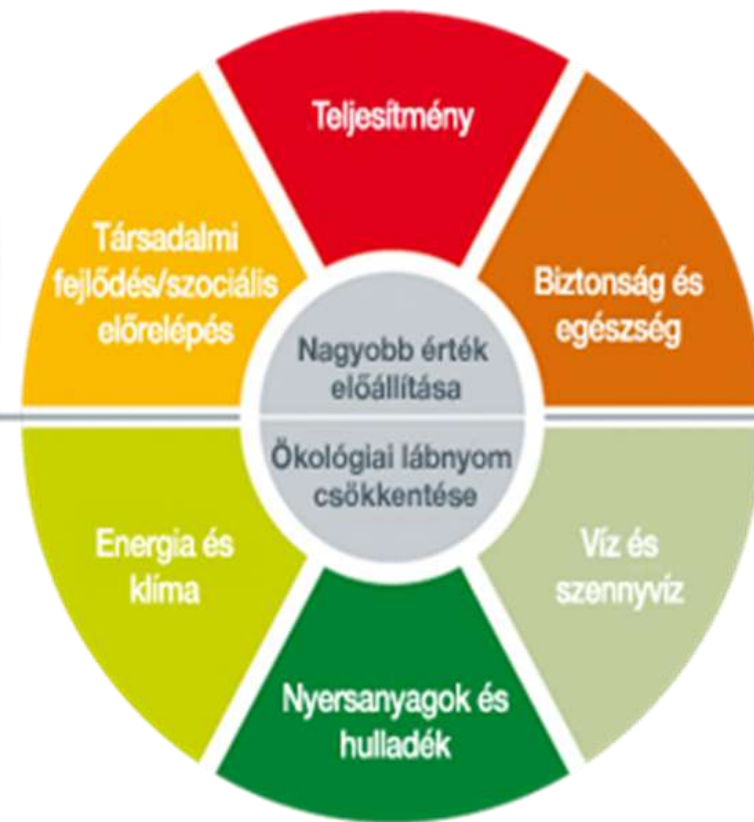 Teljesítmény
Társadalmi
fejlődés/szociális
előrelépés
Biztonság és
egészség
Nagyobb érték
előállítása
Ökológiai lábnyom
csökkentése
Energia és
klíma
Víz és
szennyvíz
Nyersanyagok és
hulladék